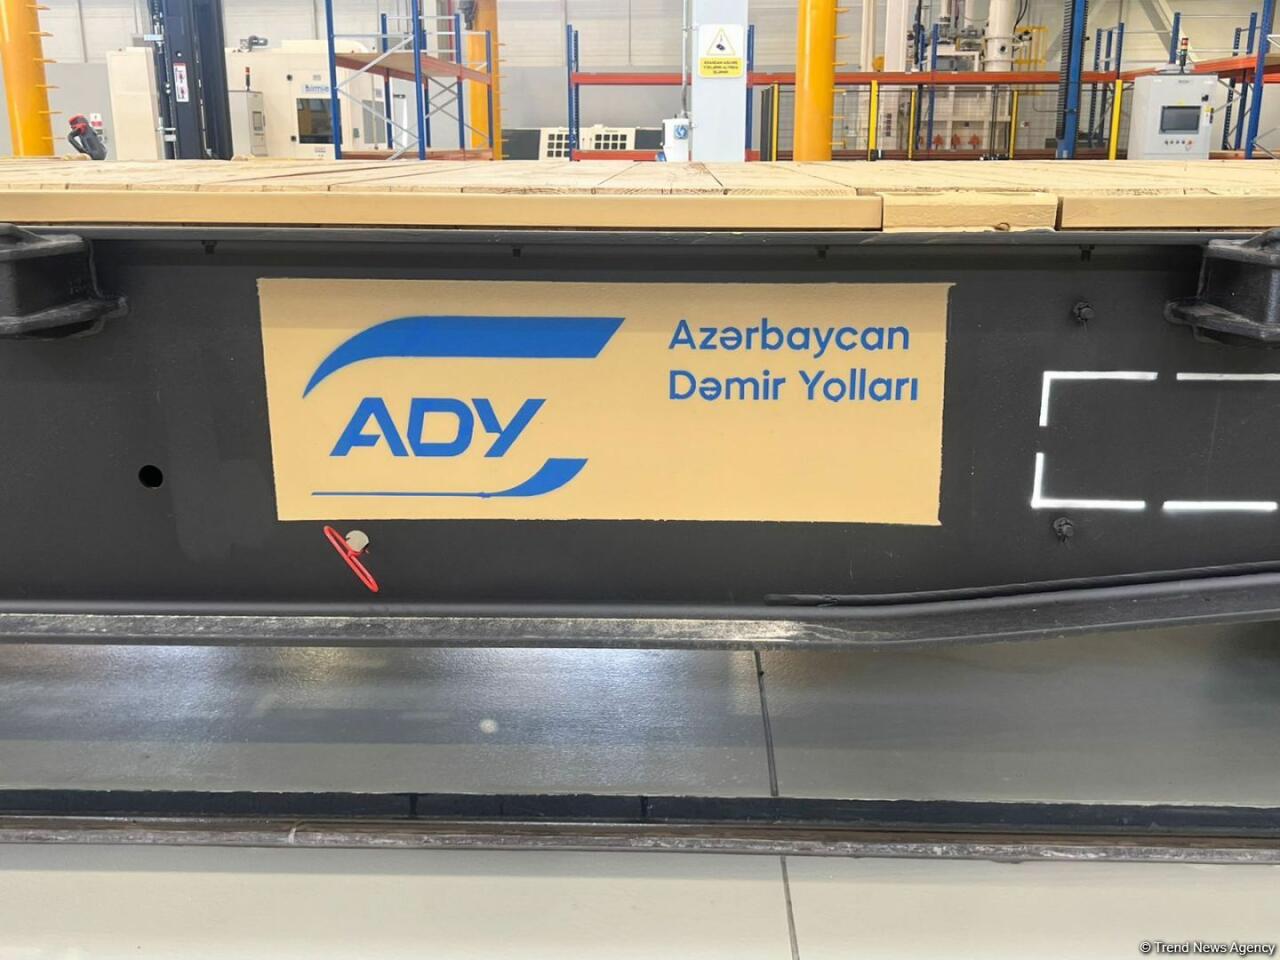 ADY
Azərbaycan
Dəmir Yolları
© Trend News Agency